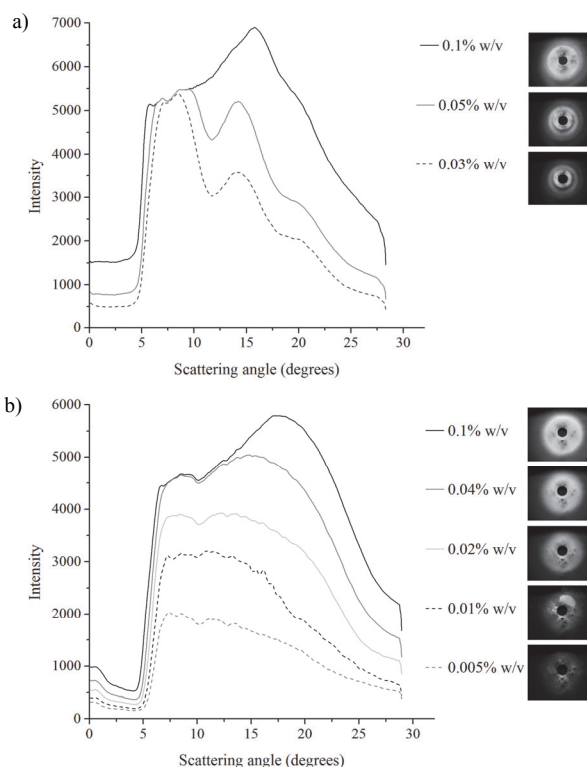 a)
7000
6000
5000
4000
3000
2000
1000
0
Intensity
0 5 10 15 20 25 30
Scattering angle (degrees)
0.1% w/v
0.05% w/v
0.03% w/v
b)
6000
5000
4000
3000
2000
1000
0
Intensity
0 5 10 15 20 25 30
Scattering angle (degrees)
0.1% w/v
0.04% w/v
0.02% w/v
0.01% w/v
0.005% w/v